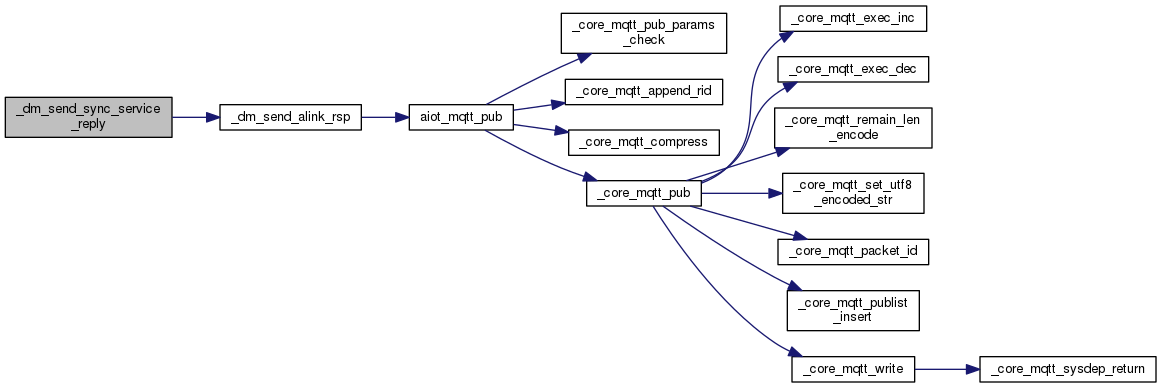 _dm_send_sync_service
_reply
_dm_send_alink_rsp
aiot_mqtt_pub
_core_mqtt_pub_params
_check
_core_mqtt_append_rid
_core_mqtt_compress
_core_mqtt_pub
_core_mqtt_exec_inc
_core_mqtt_exec_dec
_core_mqtt_remain_len
_encode
_core_mqtt_set_utf8
_encoded_str
_core_mqtt_packet_id
_core_mqtt_publist
_insert
_core_mqtt_write
_core_mqtt_sysdep_return